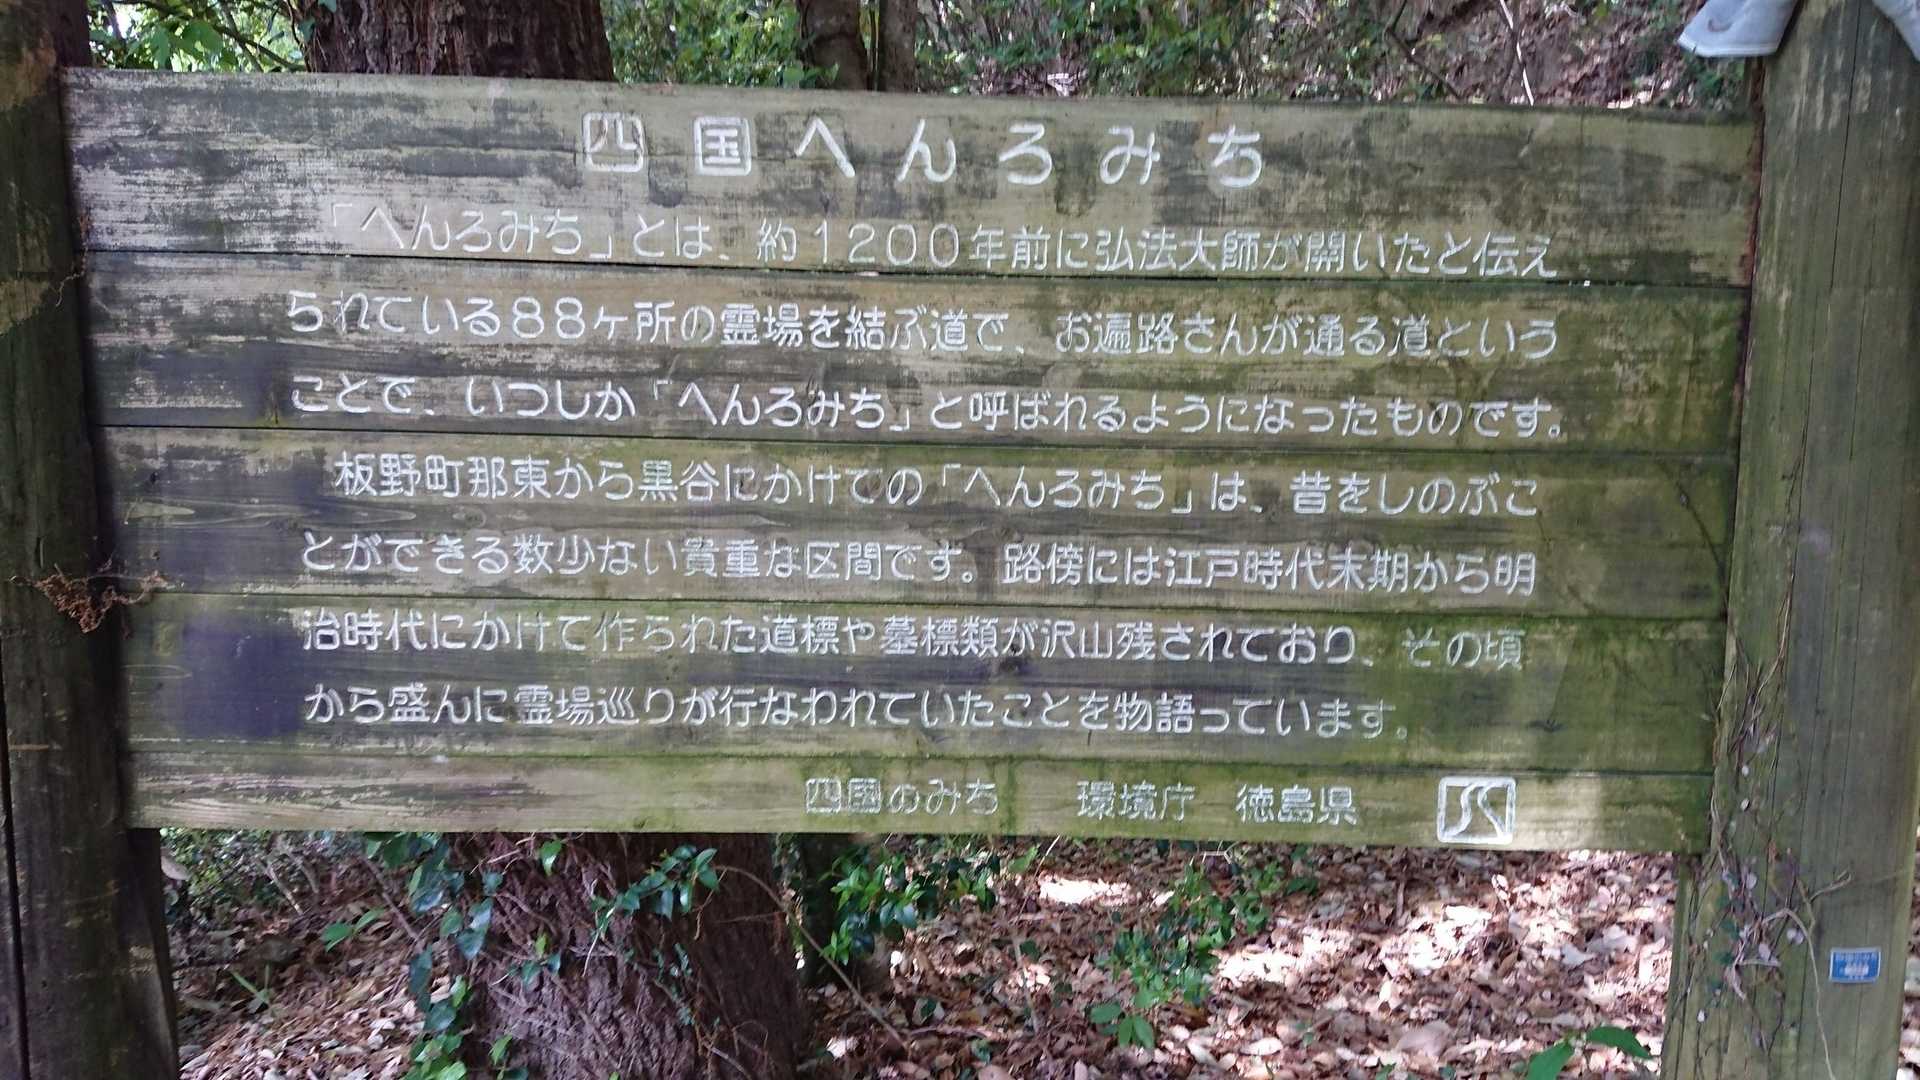 四国へんろみち
「へんろみち」とは、約1200年前に弘法大師が開いたと伝え
られている88ヶ所の霊場を結ぶ道で、お遍路さんが通る道という
ことで、いつしか「へんろみち」と呼ばれるようになったものです。
板野町那東から黒谷にかけての「へんろみち」は、昔をしのぶこ
とができる数少ない貴重な区間です。路傍には江戸時代末期から明
治時代にかけて作られた道標や墓標類が沢山残されており、その頃
から盛んに霊場巡りが行なわれていたことを物語っています。
四国のみち　環境庁　徳島県